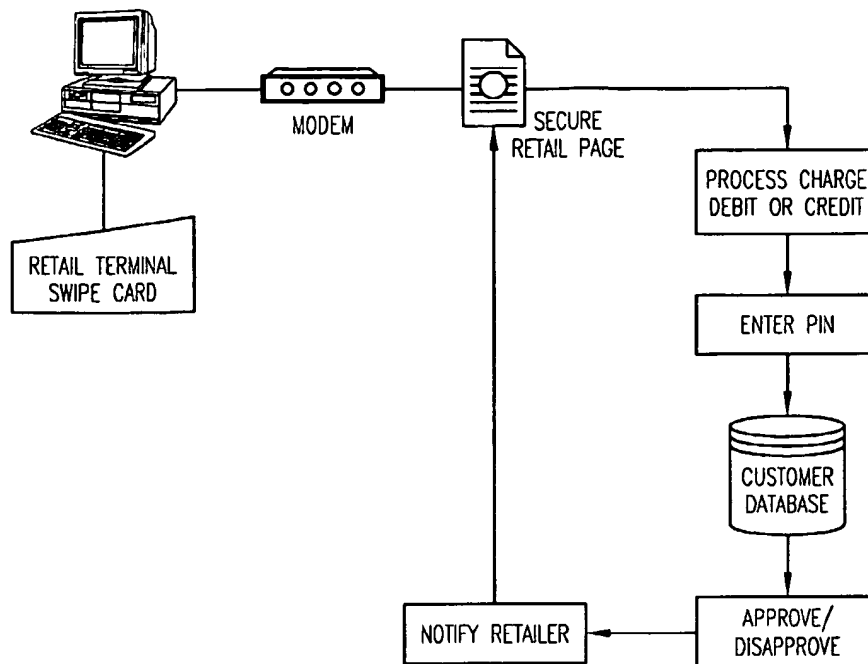 MODEM
SECURE
RETAIL PAGE
PROCESS CHARGE
DEBIT OR CREDIT
RETAIL TERMINAL
SWIPE CARD
ENTER PIN
CUSTOMER
DATABASE
NOTIFY RETAILER
APPROVE/
DISAPPROVE